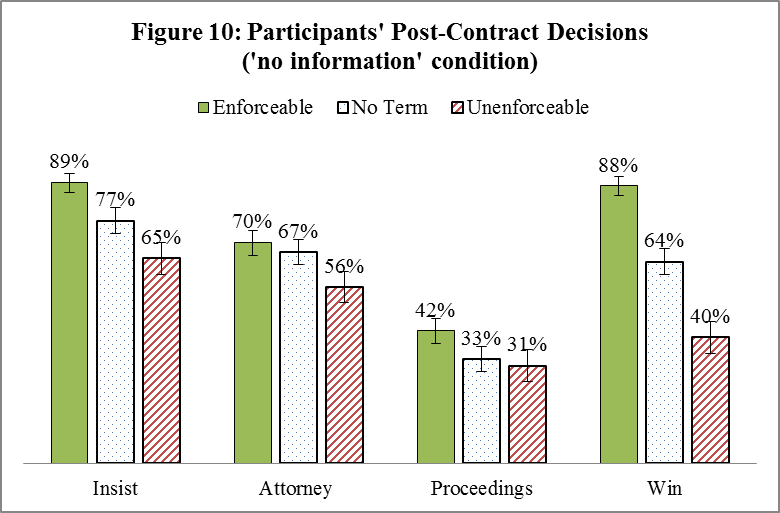 Figure 10: Participants' Post-Contract Decisions
('no information' condition)
Enforceable No Term Unenforceable
89% 77% 65% 70% 67% 56% 42% 33% 31% 88% 64% 40%
Insist Attorney Proceedings Win